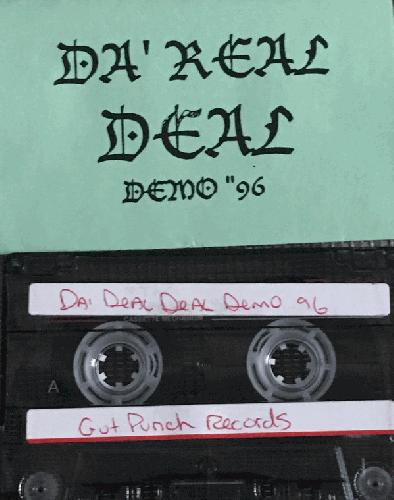 DA' REAL
DEAL
DEMO "96
DA' DEAL DEAL DEMO 96
A
Gut Punch Records